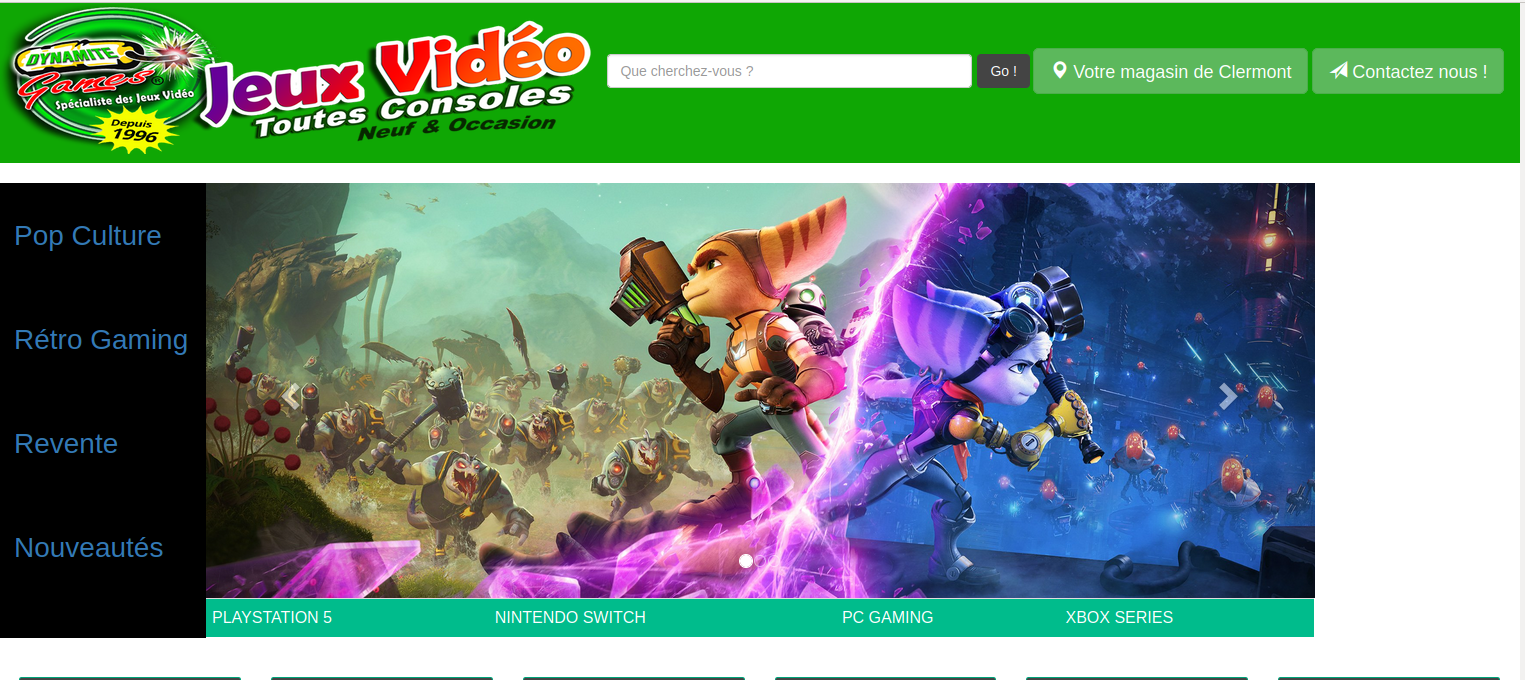 DYNAMITE
Games®
Spécialiste des Jeux Vidéo
Depuis
1996
Jeux Vidéo
Toutes Consoles
Neuf & Occasion
Que cherchez-vous ?
Go !
Votre magasin de Clermont
Contactez nous !
Pop Culture
Rétro Gaming
Revente
Nouveautés
PLAYSTATION 5
NINTENDO SWITCH
PC GAMING
XBOX SERIES